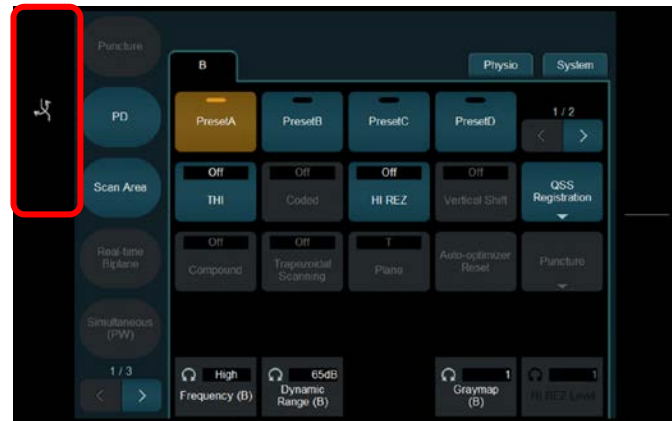 Puncture
B
Physio
System
PD
PresetA
PresetB
PresetC
PresetD
1 / 2
Scan Area
Off
THI
Off
Coded
Off
HI REZ
Off
Vertical Shift
QSS
Registration
Real-time
Biplane
Off
Compound
Off
Trapezoidal
Scanning
T
Plano
Auto-optimizer
Reset
Puncture
Simultaneous
(PW)
1 / 3
High
Frequency (B)
65dB
Dynamic
Range (B)
1
Graymap
(B)
1
HI REZ Level